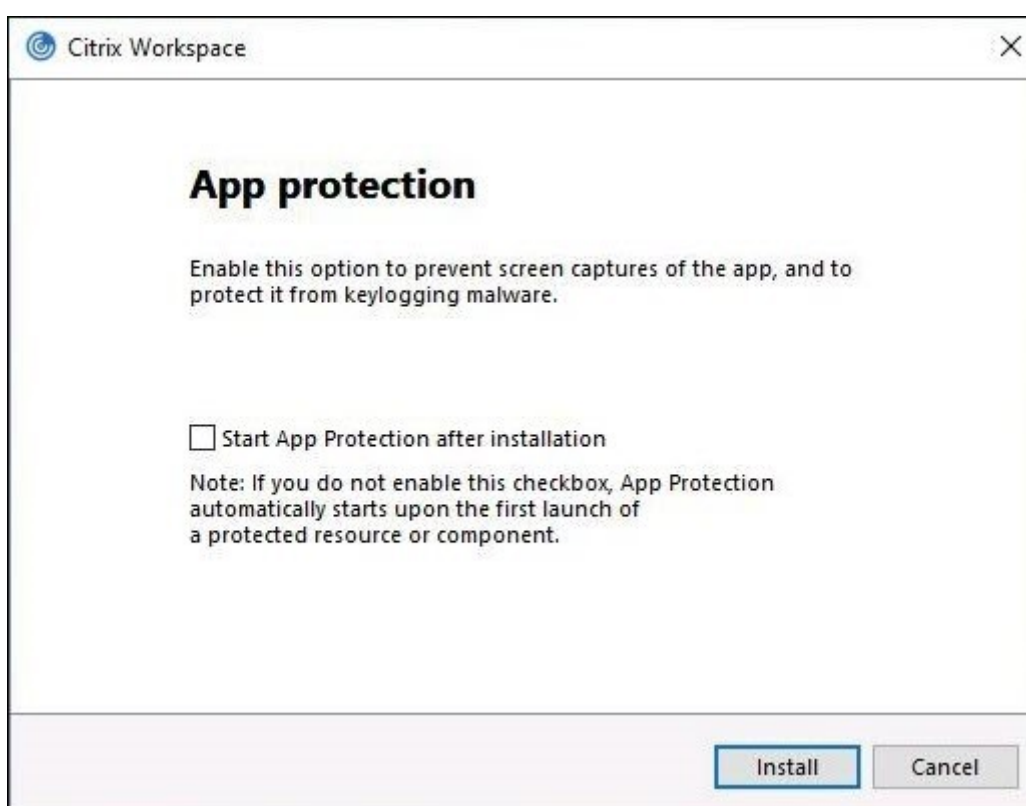 Citrix Workspace
App protection
Enable this option to prevent screen captures of the app, and to
protect it from keylogging malware.
Start App Protection after installation
Note: If you do not enable this checkbox, App Protection
automatically starts upon the first launch of
a protected resource or component.
Install
Cancel